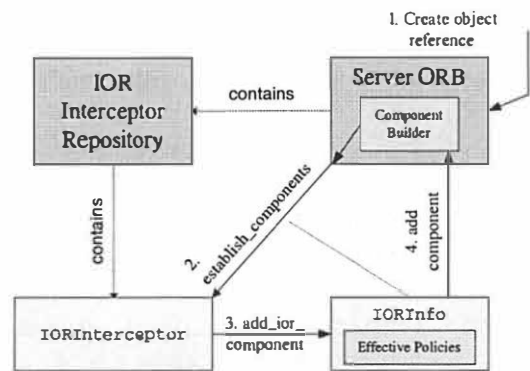 1. Create object
reference
IOR
Interceptor
Repository
contains
Server ORB
Component
Builder
contains
2.
establish_components
4. add
component
IORInterceptor
3. add_ior_
component
IORInfo
Effective Policies